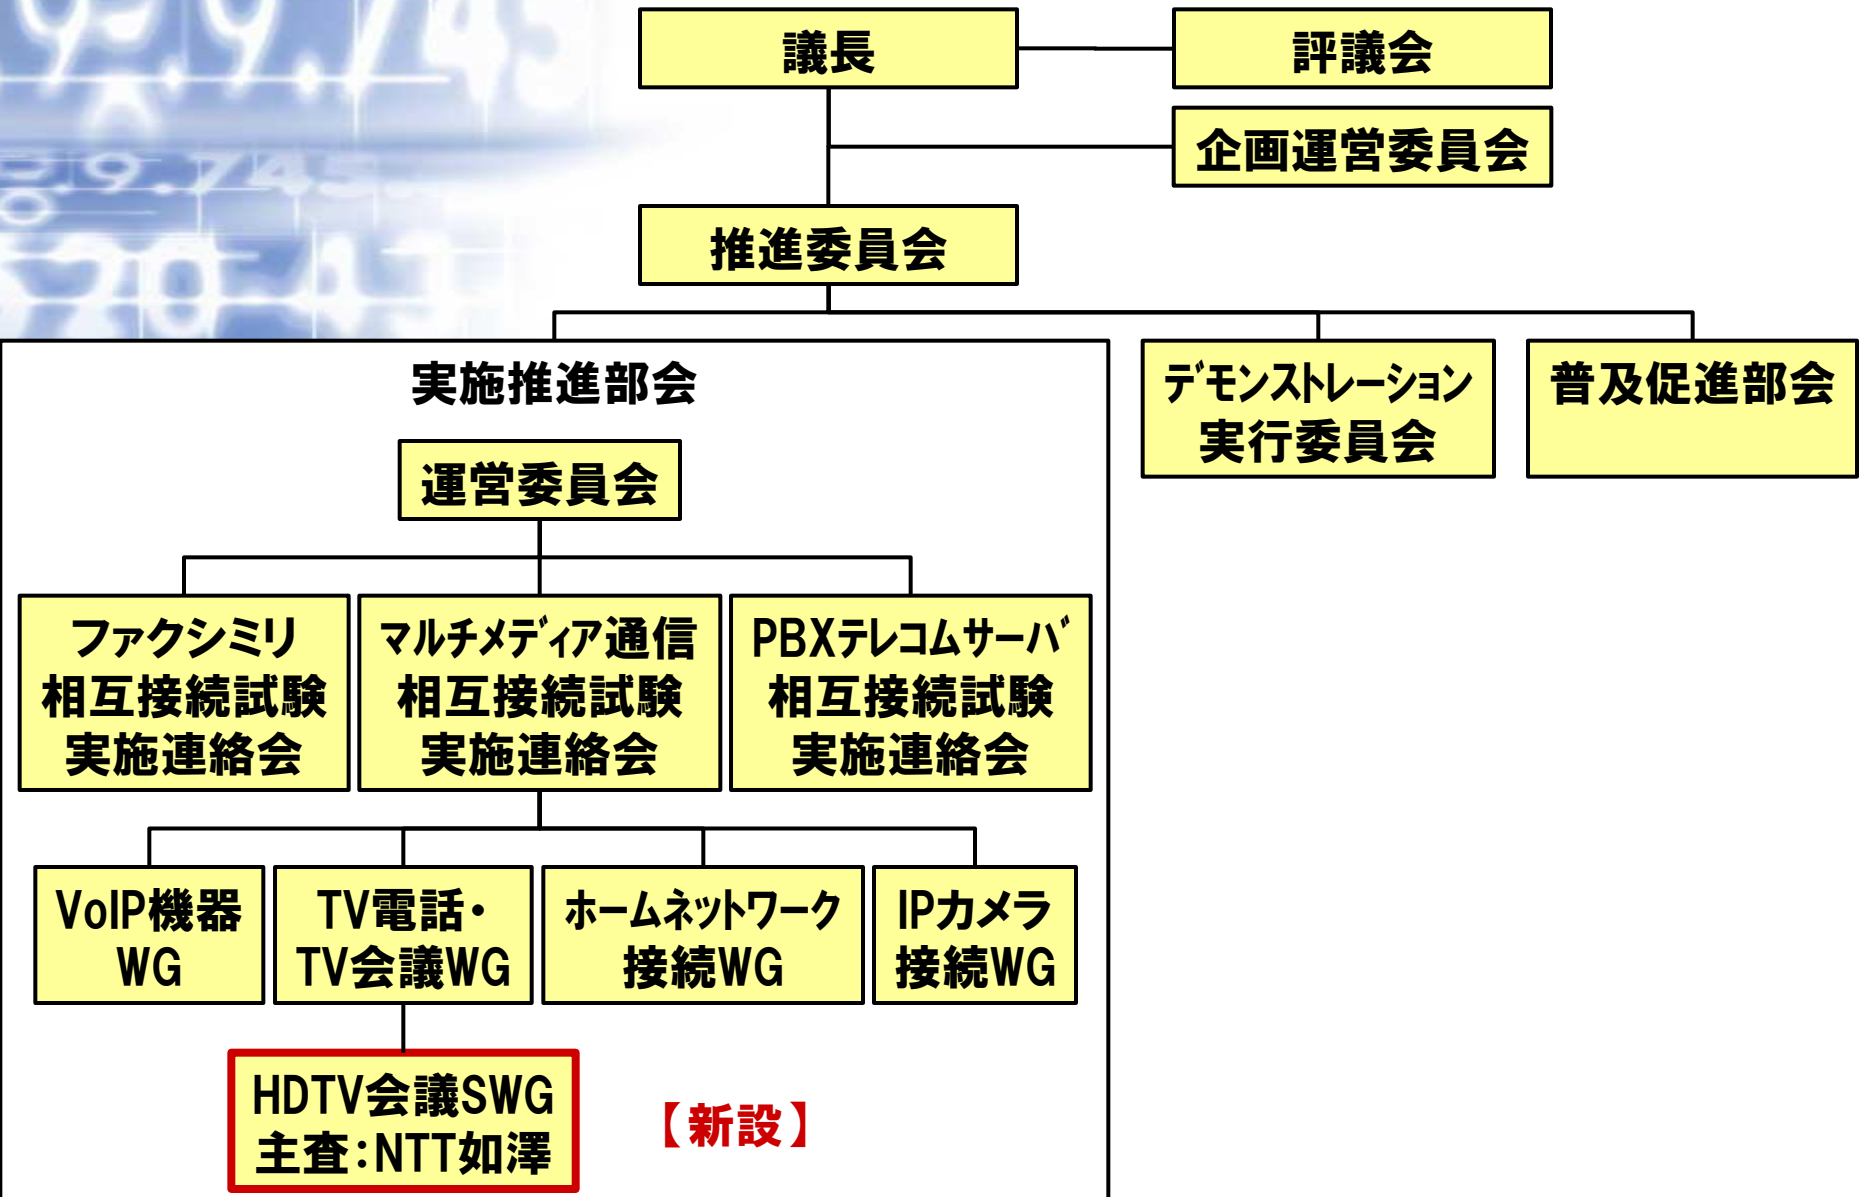 議長
評議会
企画運営委員会
推進委員会
実施推進部会
デモンストレーション
実行委員会
普及促進部会
運営委員会
ファクシミリ
相互接続試験
実施連絡会
マルチメディア通信
相互接続試験
実施連絡会
PBXテレコムサーバ
相互接続試験
実施連絡会
VoIP機器
WG
TV電話・
TV会議WG
ホームネットワーク
接続WG
IPカメラ
接続WG
HDTV会議SWG
主査：NTT如澤
【新設】